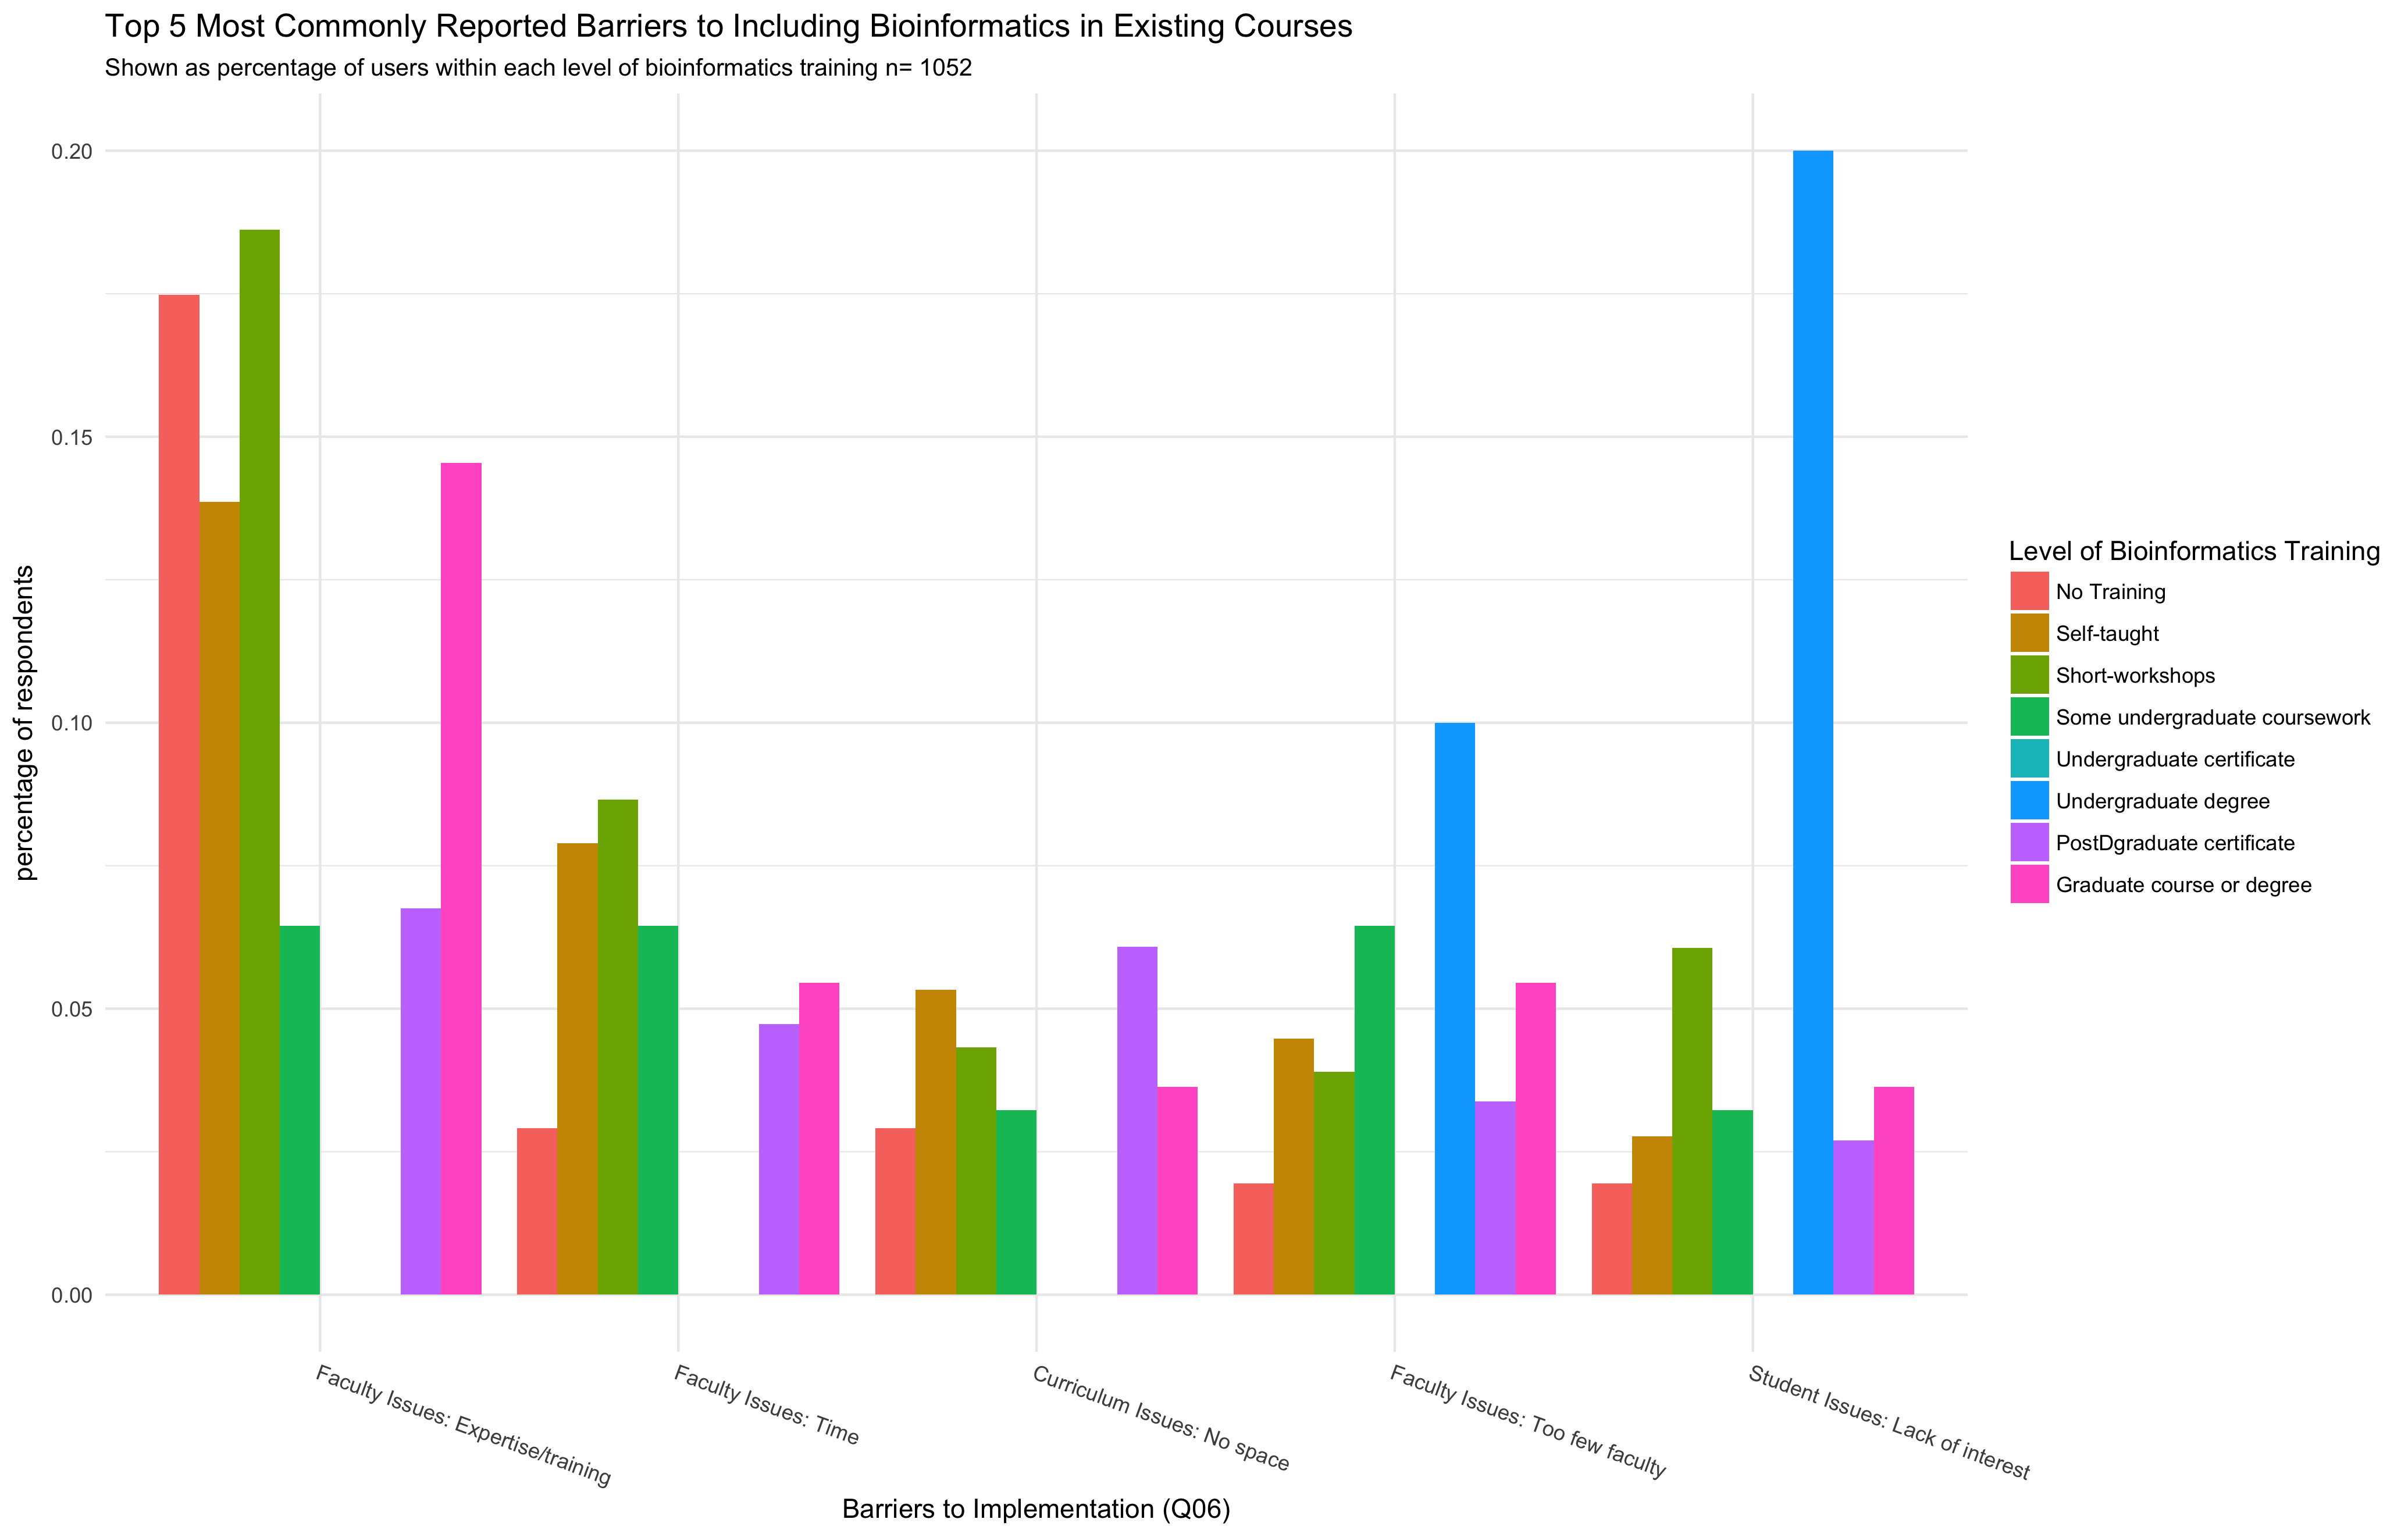 Top 5 Most Commonly Reported Barriers to Including Bioinformatics in Existing Courses
Shown as percentage of users within each level of bioinformatics training n= 1052
percentage of respondents
0.20
0.15
0.10
0.05
0.00
Faculty Issues: Expertise/training
Faculty Issues: Time
Curriculum Issues: No space
Faculty Issues: Too few faculty
Student Issues: Lack of interest
Barriers to Implementation (Q06)
Level of Bioinformatics Training
No Training
Self-taught
Short-workshops
Some undergraduate coursework
Undergraduate certificate
Undergraduate degree
PostDgraduate certificate
Graduate course or degree